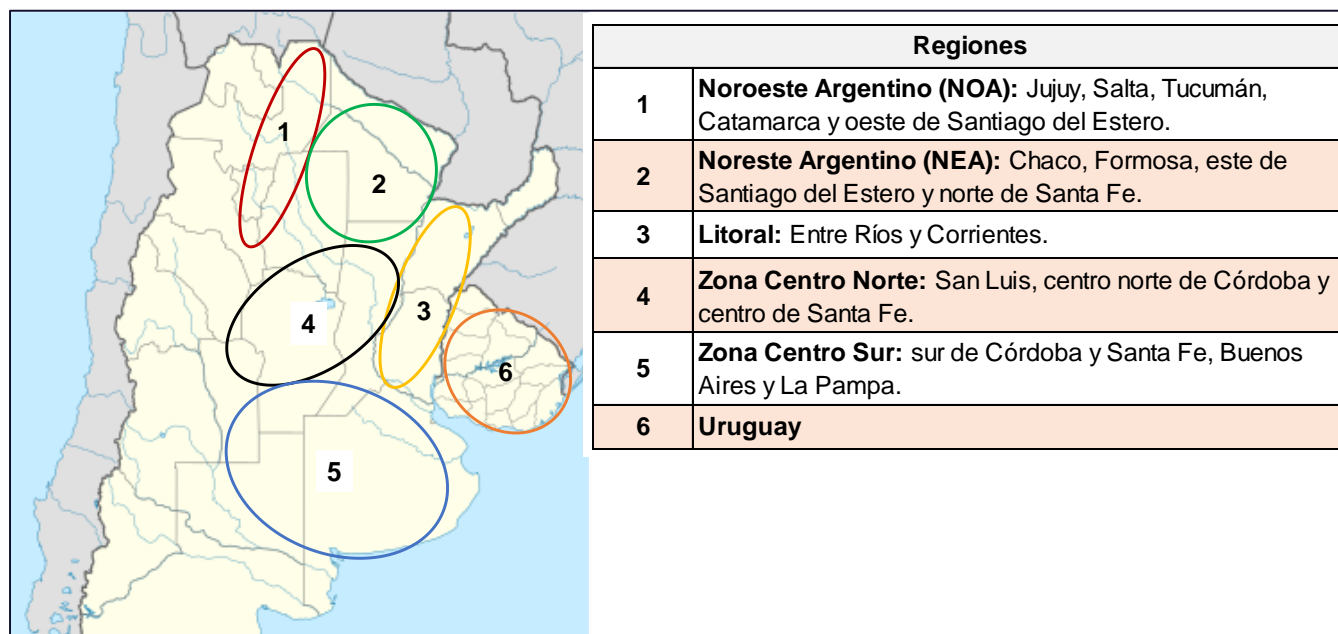 1
2
3
4
5
6
Regiones
1
Noroeste Argentino (NOA): Jujuy, Salta, Tucumán,
Catamarca y oeste de Santiago del Estero.
2
Noreste Argentino (NEA): Chaco, Formosa, este de
Santiago del Estero y norte de Santa Fe.
3
Litoral: Entre Ríos y Corrientes.
4
Zona Centro Norte: San Luis, centro norte de Córdoba y
centro de Santa Fe.
5
Zona Centro Sur: sur de Córdoba y Santa Fe, Buenos
Aires y La Pampa.
6
Uruguay